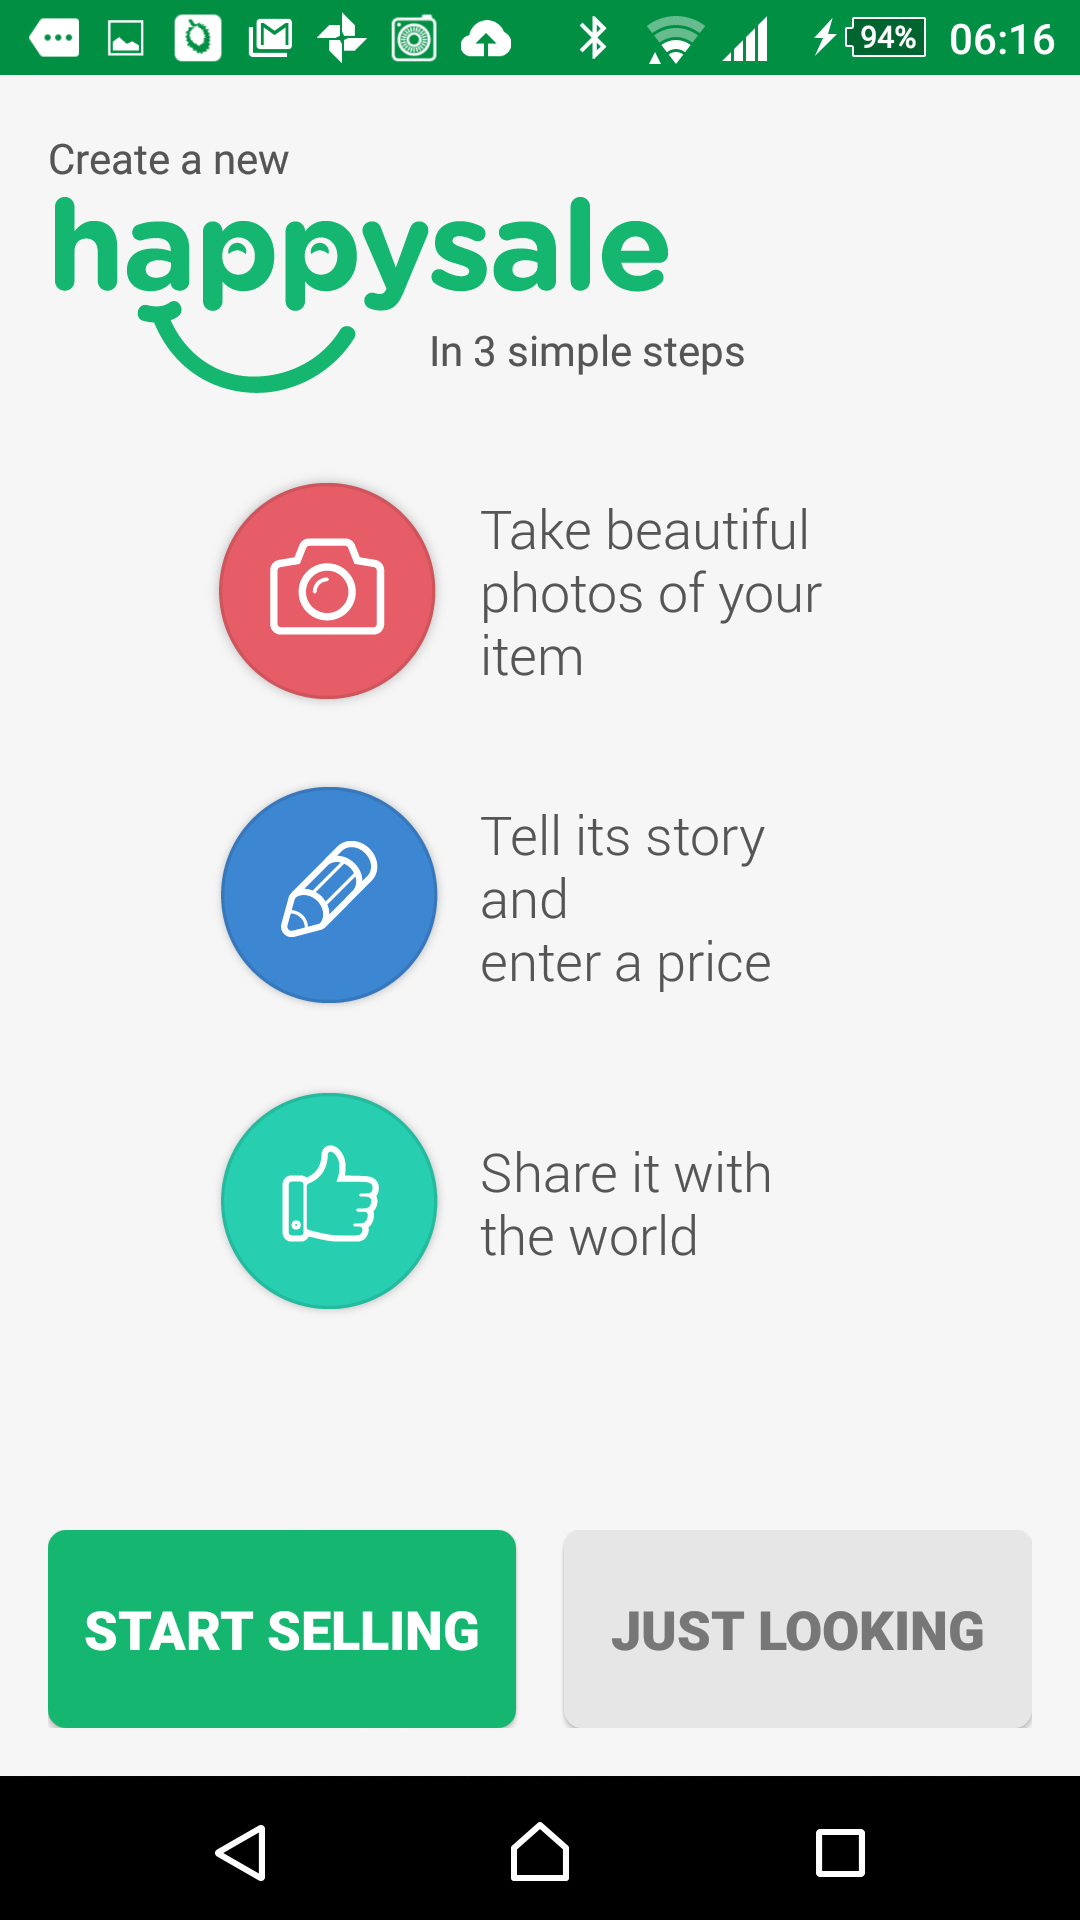 94% 06:16
Create a new
happysale
In 3 simple steps
Take beautiful
photos of your
item
Tell its story
and
enter a price
Share it with
the world
START SELLING
JUST LOOKING